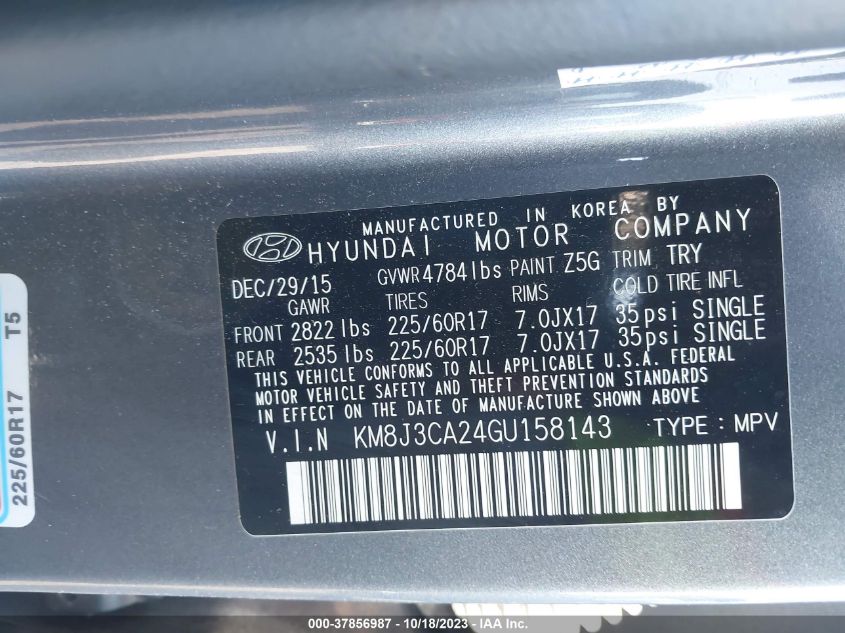 MANUFACTURED IN KOREA BY
HYUNDAI MOTOR COMPANY
DEC/29/15 GVWR 4784 lbs PAINT Z5G TRIM TRY
GAWR TIRES RIMS COLD TIRE INFL
FRONT 2822 lbs 225/60R17 7.0JX17 35psi SINGLE
REAR 2535 lbs 225/60R17 7.0JX17 35psi SINGLE
THIS VEHICLE CONFORMS TO ALL APPLICABLE U.S.A. FEDERAL
MOTOR VEHICLE SAFETY AND THEFT PREVENTION STANDARDS
IN EFFECT ON THE DATE OF MANUFACTURE SHOWN ABOVE
V.I.N KM8J3CA24GU158143 TYPE : MPV
225/60R17 T5
000-37856987 - 10/18/2023 - IAA Inc.